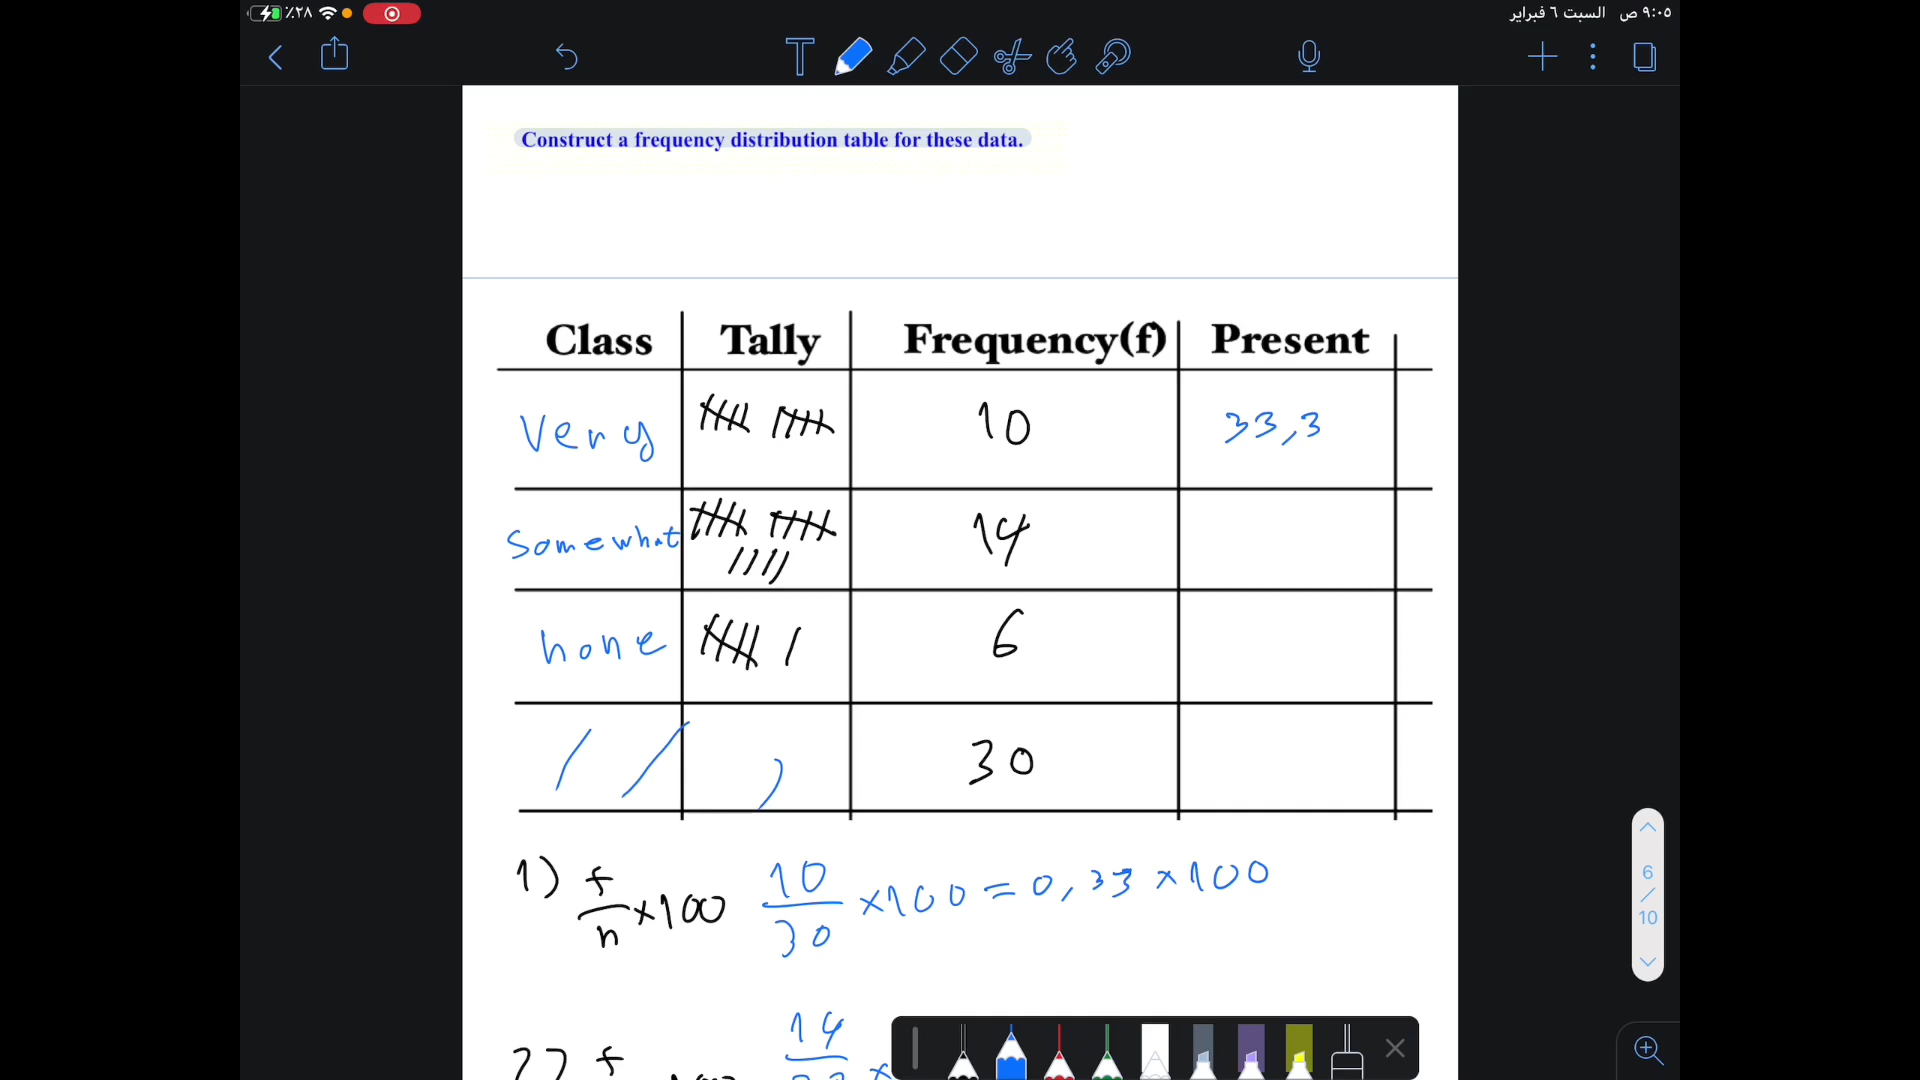 ٪٢٨ السبت ٦ فبراير ٩:٠٥ ص
T
Construct a frequency distribution table for these data.
Class Tally Frequency(f) Present
Very 10 33,3
Somewhat 14
none 6
30
1) f/n ×100 10/30 ×100 = 0,33 ×100
14
f
6
/
10